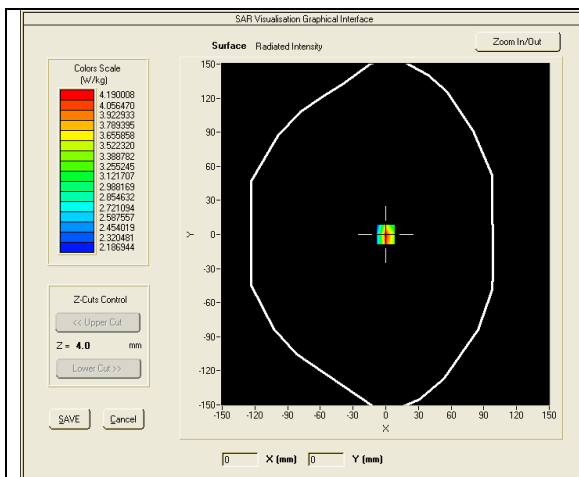 SAR Visualisation Graphical Interface
Surface Radiated Intensity
Zoom In/Out
Colors Scale
(W/kg)
4.190008
4.056470
3.922933
3.789395
3.655858
3.522320
3.388782
3.255245
3.121707
2.988169
2.854632
2.721094
2.587557
2.454019
2.320481
2.186944
Z-Cuts Control
<< Upper Cut
Z = 4.0 mm
Lower Cut >>
SAVE Cancel
150
120
90
60
30
0
-30
-60
-90
-120
-150
Y
-150 -120 -90 -60 -30 0 30 60 90 120 150
X
0 X (mm) 0 Y (mm)